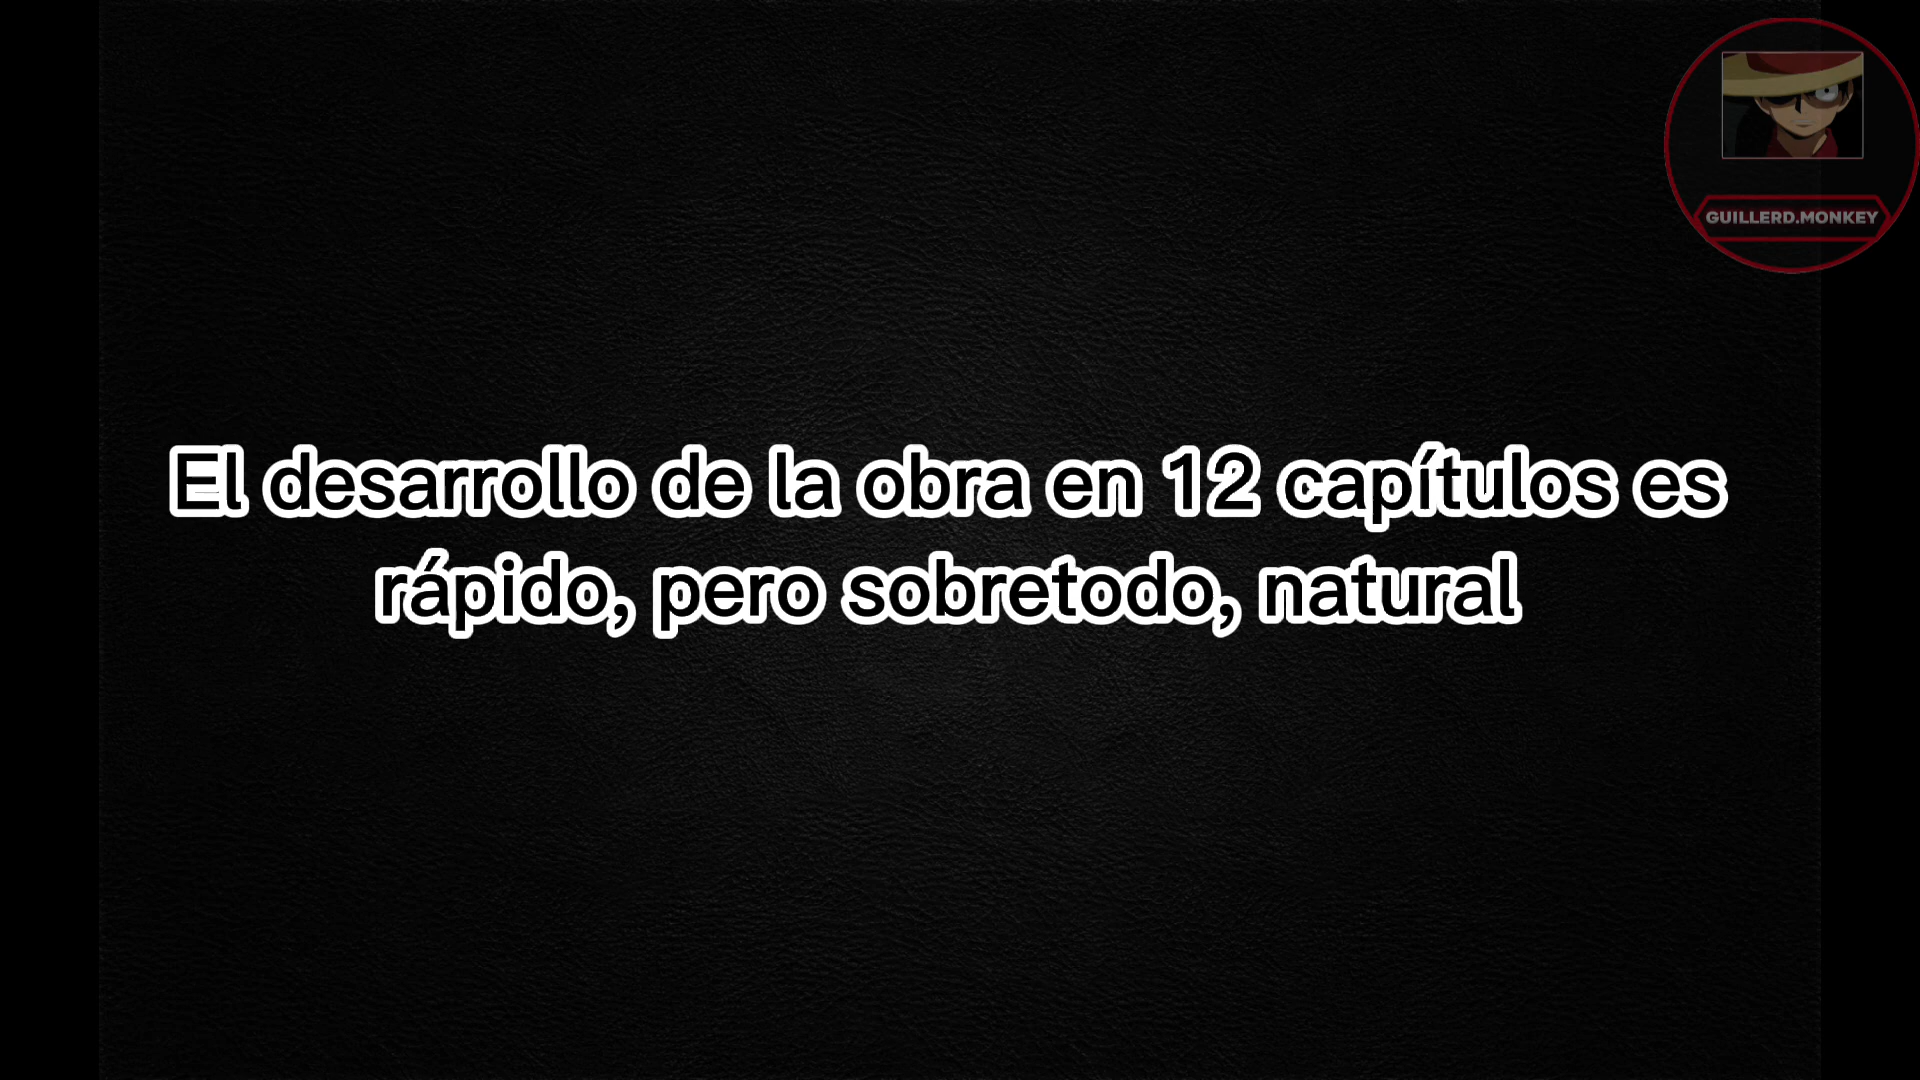 GUILLERD.MONKEY
El desarrollo de la obra en 12 capítulos es
rápido, pero sobretodo, natural